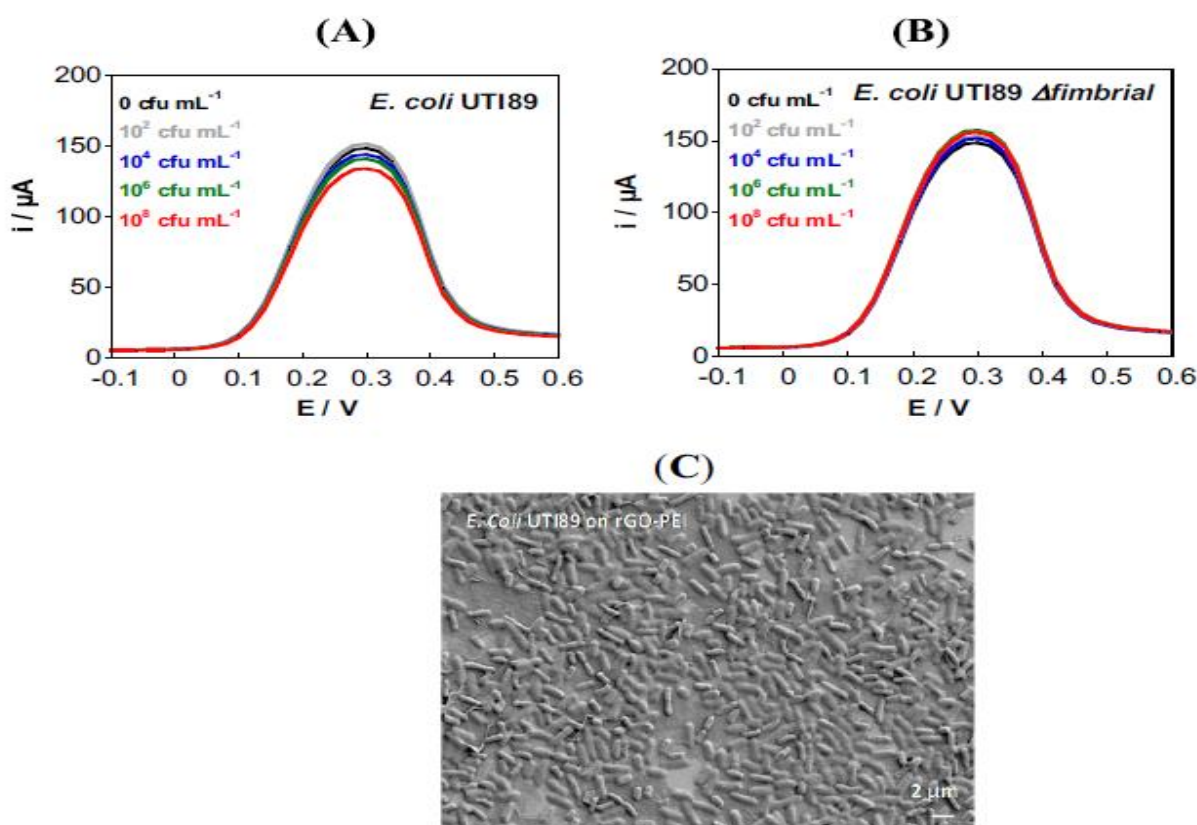 (A)
200
150
100
50
0
i / µA
E. coli UTI89
0 cfu mL⁻¹
10² cfu mL⁻¹
10⁴ cfu mL⁻¹
10⁶ cfu mL⁻¹
10⁸ cfu mL⁻¹
-0.1 0 0.1 0.2 0.3 0.4 0.5 0.6
E / V
(B)
200
150
100
50
0
i / µA
E. coli UTI89 Δfimbrial
0 cfu mL⁻¹
10² cfu mL⁻¹
10⁴ cfu mL⁻¹
10⁶ cfu mL⁻¹
10⁸ cfu mL⁻¹
-0.1 0 0.1 0.2 0.3 0.4 0.5 0.6
E / V
(C)
E. Coli UTI89 on rGO-PEI
2 µm